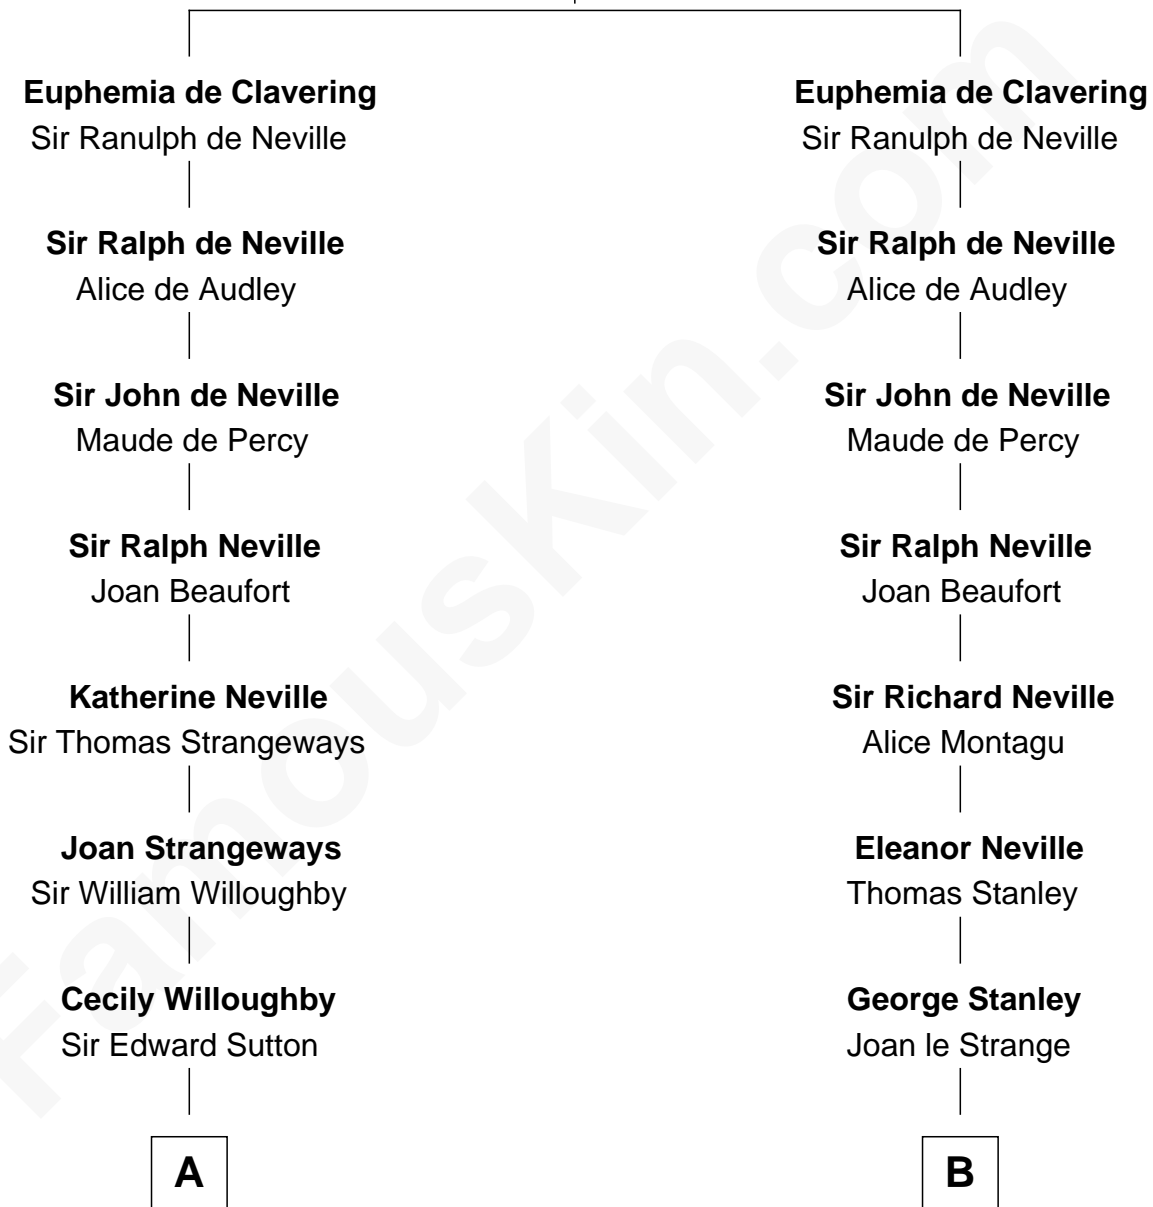 Euphemia de Clavering
Sir Ranulph de Neville
Sir Ralph de Neville
Alice de Audley
Sir John de Neville
Maude de Percy
Sir Ralph Neville
Joan Beaufort
Katherine Neville
Sir Thomas Strangeways
Joan Strangeways
Sir William Willoughby
Cecily Willoughby
Sir Edward Sutton
A
Euphemia de Clavering
Sir Ranulph de Neville
Sir Ralph de Neville
Alice de Audley
Sir John de Neville
Maude de Percy
Sir Ralph Neville
Joan Beaufort
Sir Richard Neville
Alice Montagu
Eleanor Neville
Thomas Stanley
George Stanley
Joan le Strange
B
FamousKin.com